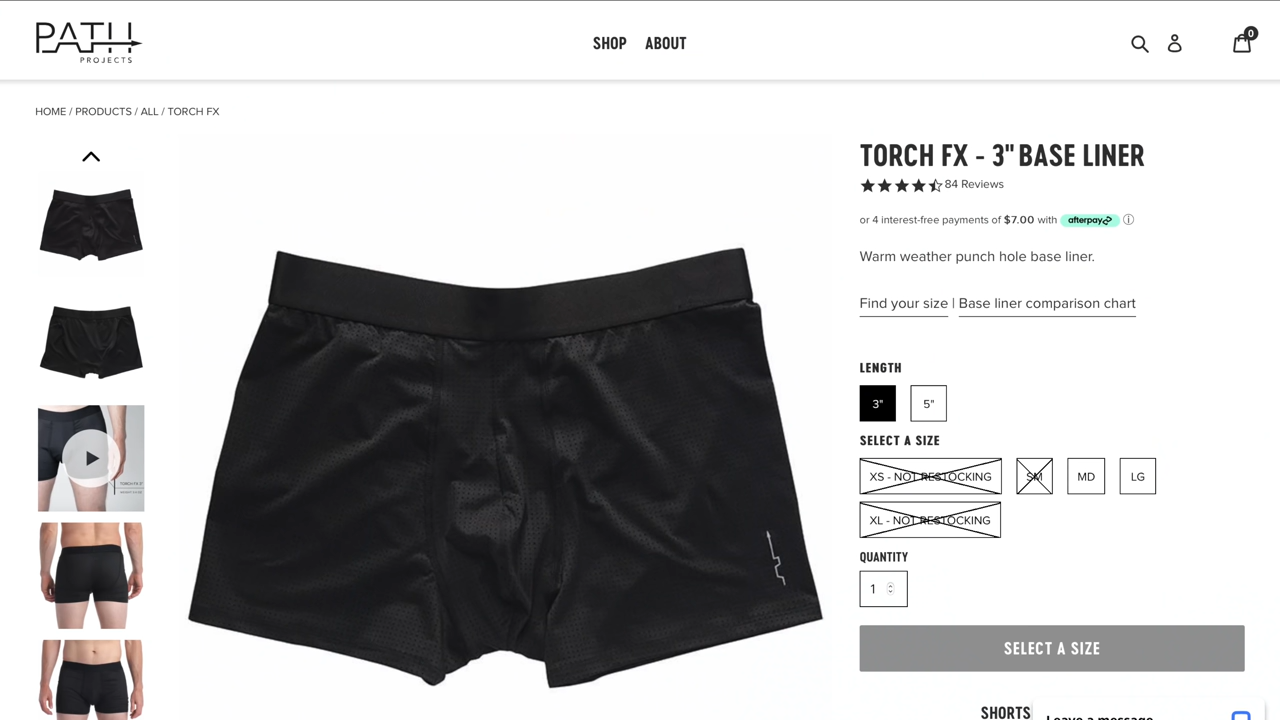 PATH
PROJECTS
SHOP ABOUT
0
HOME / PRODUCTS / ALL / TORCH FX
TORCH FX - 3" BASE LINER
84 Reviews
or 4 interest-free payments of $7.00 with afterpay
Warm weather punch hole base liner.
Find your size | Base liner comparison chart
LENGTH
3" 5"
SELECT A SIZE
XS - NOT RESTOCKING SM MD LG
XL - NOT RESTOCKING
QUANTITY
1
SELECT A SIZE
SHORTS
Leave a message